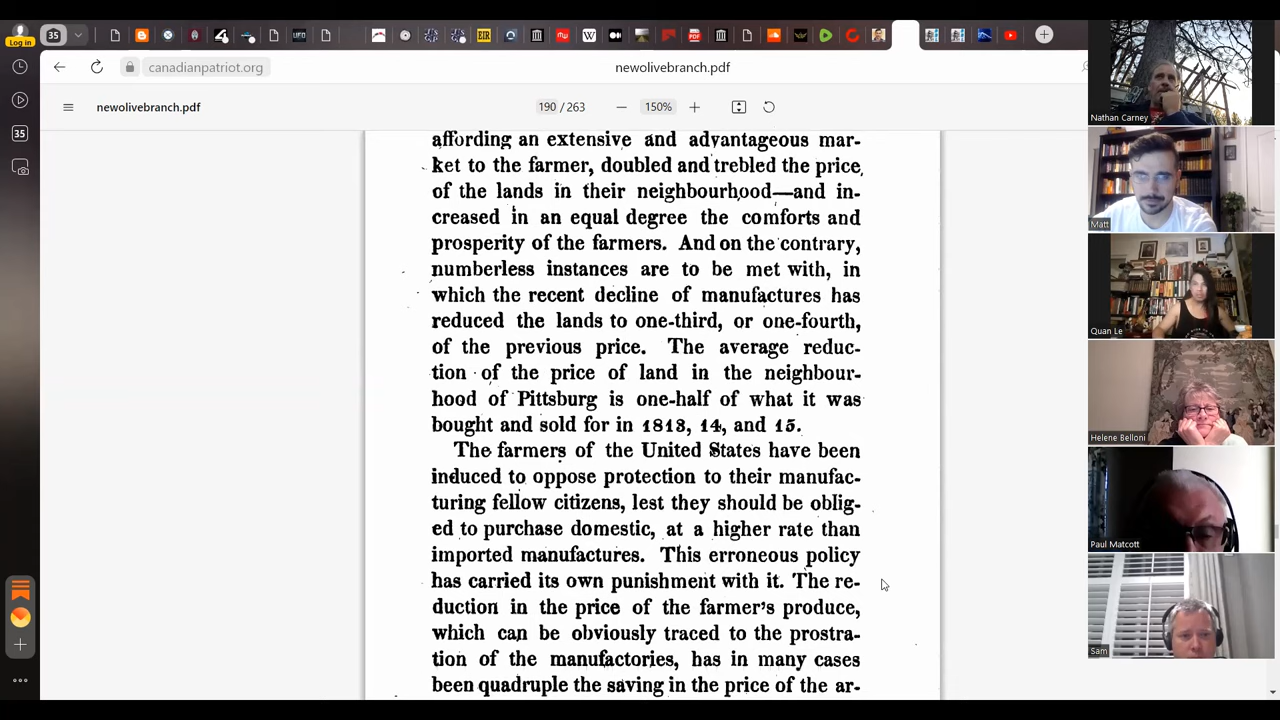 35
Log in
EIR
UFO
PDF
W
canadianpatriot.org
newolivebranch.pdf
35
newolivebranch.pdf
190 / 263
150%
affording an extensive and advantageous mar-
ket to the farmer, doubled and trebled the price
of the lands in their neighbourhood—and in-
creased in an equal degree the comforts and
prosperity of the farmers. And on the contrary,
numberless instances are to be met with, in
which the recent decline of manufactures has
reduced the lands to one-third, or one-fourth,
of the previous price. The average reduc-
tion of the price of land in the neighbour-
hood of Pittsburg is one-half of what it was
bought and sold for in 1813, 14, and 15.
The farmers of the United States have been
induced to oppose protection to their manufac-
turing fellow citizens, lest they should be oblig-
ed to purchase domestic, at a higher rate than
imported manufactures. This erroneous policy
has carried its own punishment with it. The re-
duction in the price of the farmer's produce,
which can be obviously traced to the prostra-
tion of the manufactories, has in many cases
been quadruple the saving in the price of the ar-
Nathan Carney
Matt
Quan Le
Helene Belloni
Paul Matcott
Sam